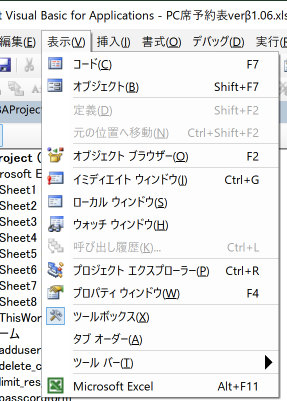 t Visual Basic for Applications - PC席予約表verβ1.06.xls
編集(E) 表示(V) 挿入(I) 書式(O) デバッグ(D) 実行(R
コード(C) F7
オブジェクト(B) Shift+F7
定義(D) Shift+F2
元の位置へ移動(N) Ctrl+Shift+F2
オブジェクト ブラウザー(O) F2
イミディエイト ウィンドウ(I) Ctrl+G
ローカル ウィンドウ(S)
ウォッチ ウィンドウ(H)
呼び出し履歴(K)... Ctrl+L
プロジェクト エクスプローラー(P) Ctrl+R
プロパティ ウィンドウ(W) F4
ツールボックス(X)
タブ オーダー(A)
ツール バー(T)
Microsoft Excel Alt+F11
BAProject
roject (
rosoft E
Sheet1
Sheet2
Sheet3
Sheet4
Sheet5
Sheet6
Sheet7
Sheet8
ThisWor
ーム
adduser
delete_c
limit_res
passcordform